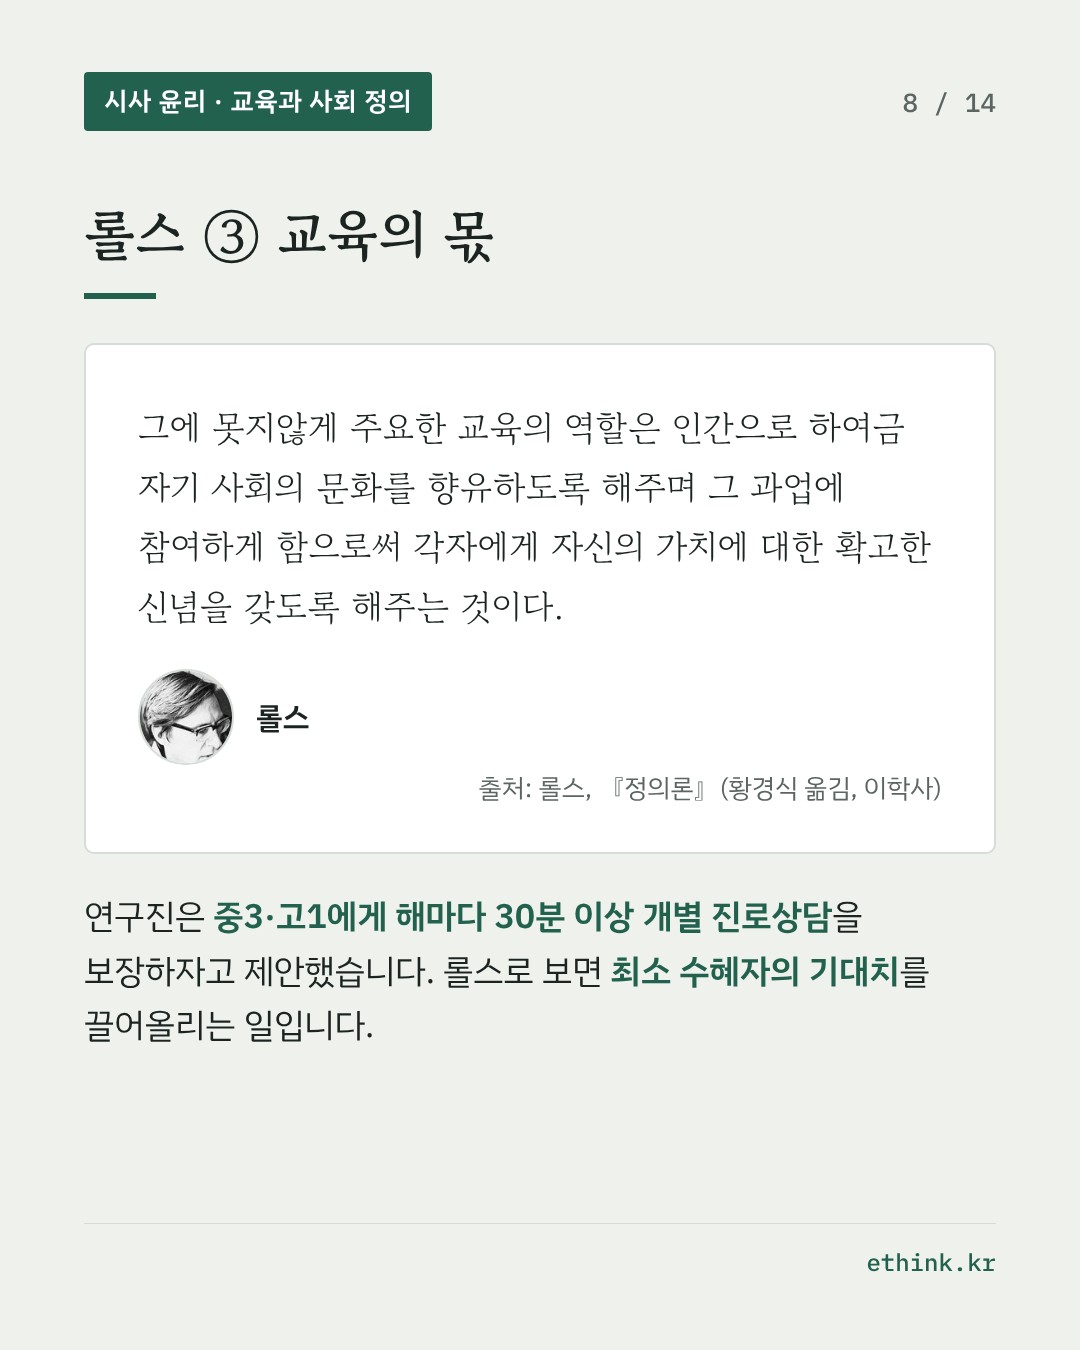 시사 윤리 · 교육과 사회 정의
8 / 14
롤스 ③ 교육의 몫
그에 못지않게 주요한 교육의 역할은 인간으로 하여금
자기 사회의 문화를 향유하도록 해주며 그 과업에
참여하게 함으로써 각자에게 자신의 가치에 대한 확고한
신념을 갖도록 해주는 것이다.
롤스
출처: 롤스, 『정의론』 (황경식 옮김, 이학사)
연구진은 중3·고1에게 해마다 30분 이상 개별 진로상담을
보장하자고 제안했습니다. 롤스로 보면 최소 수혜자의 기대치를
끌어올리는 일입니다.
ethink.kr